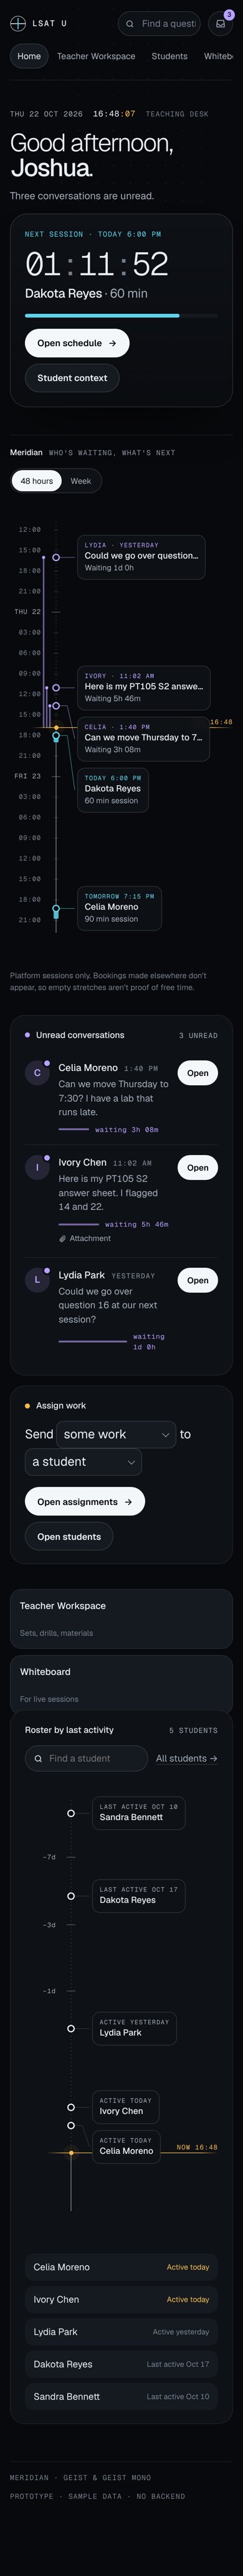 LSAT U
Find a questi
3
Home Teacher Workspace Students Whiteb
THU 22 OCT 2026 16:48:07 TEACHING DESK
Good afternoon,
Joshua.
Three conversations are unread.
NEXT SESSION · TODAY 6:00 PM
01:11:52
Dakota Reyes · 60 min
Open schedule →
Student context
Meridian WHO'S WAITING, WHAT'S NEXT
48 hours Week
12:00
15:00
18:00
21:00
THU 22
03:00
06:00
09:00
12:00
15:00
18:00
21:00
FRI 23
03:00
06:00
09:00
12:00
15:00
18:00
21:00
LYDIA · YESTERDAY
Could we go over question…
Waiting 1d 0h
IVORY · 11:02 AM
Here is my PT105 S2 answe…
Waiting 5h 46m
CELIA · 1:40 PM
Can we move Thursday to 7…
Waiting 3h 08m
16:48
TODAY 6:00 PM
Dakota Reyes
60 min session
TOMORROW 7:15 PM
Celia Moreno
90 min session
Platform sessions only. Bookings made elsewhere don't
appear, so empty stretches aren't proof of free time.
Unread conversations 3 UNREAD
C
Celia Moreno 1:40 PM
Can we move Thursday to
7:30? I have a lab that
runs late.
waiting 3h 08m
Open
I
Ivory Chen 11:02 AM
Here is my PT105 S2
answer sheet. I flagged
14 and 22.
waiting 5h 46m
Attachment
Open
L
Lydia Park YESTERDAY
Could we go over
question 16 at our next
session?
waiting
1d 0h
Open
Assign work
Send some work to
a student
Open assignments →
Open students
Teacher Workspace
Sets, drills, materials
Whiteboard
For live sessions
Roster by last activity 5 STUDENTS
Find a student
All students →
LAST ACTIVE OCT 10
Sandra Bennett
−7d
LAST ACTIVE OCT 17
Dakota Reyes
−3d
−1d
ACTIVE YESTERDAY
Lydia Park
ACTIVE TODAY
Ivory Chen
ACTIVE TODAY
Celia Moreno
NOW 16:48
Celia Moreno Active today
Ivory Chen Active today
Lydia Park Active yesterday
Dakota Reyes Last active Oct 17
Sandra Bennett Last active Oct 10
MERIDIAN · GEIST & GEIST MONO
PROTOTYPE · SAMPLE DATA · NO BACKEND